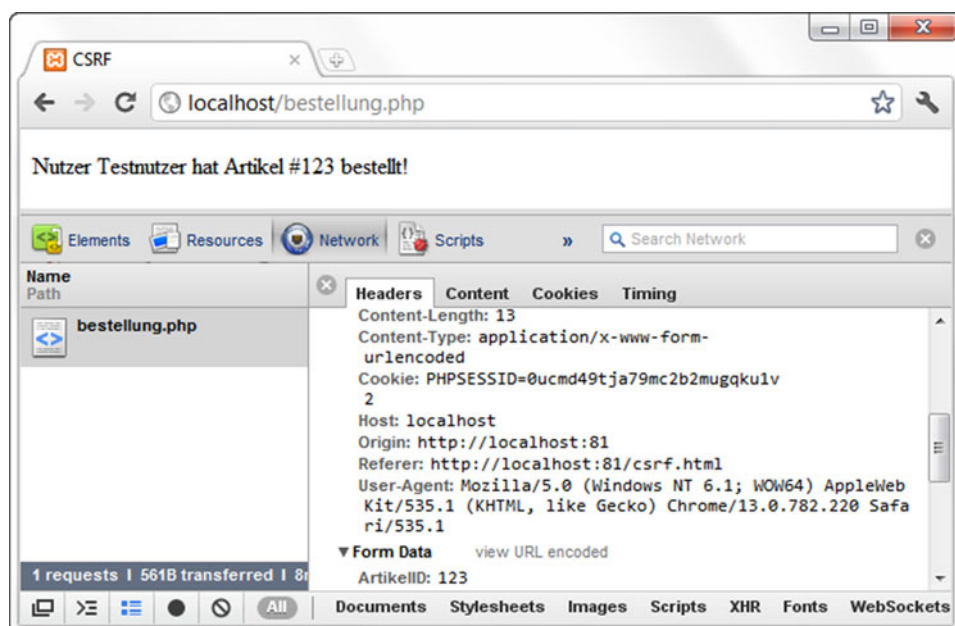 CSRF
localhost/bestellung.php
Nutzer Testnutzer hat Artikel #123 bestellt!
Elements Resources Network Scripts » Search Network
Name
Path
bestellung.php
Headers Content Cookies Timing
Content-Length: 13
Content-Type: application/x-www-form-
urlencoded
Cookie: PHPSESSID=0ucmd49tja79mc2b2mugqku1v
2
Host: localhost
Origin: http://localhost:81
Referer: http://localhost:81/csrf.html
User-Agent: Mozilla/5.0 (Windows NT 6.1; WOW64) AppleWeb
Kit/535.1 (KHTML, like Gecko) Chrome/13.0.782.220 Safa
ri/535.1
Form Data view URL encoded
ArtikelID: 123
1 requests | 561B transferred |
All Documents Stylesheets Images Scripts XHR Fonts WebSockets